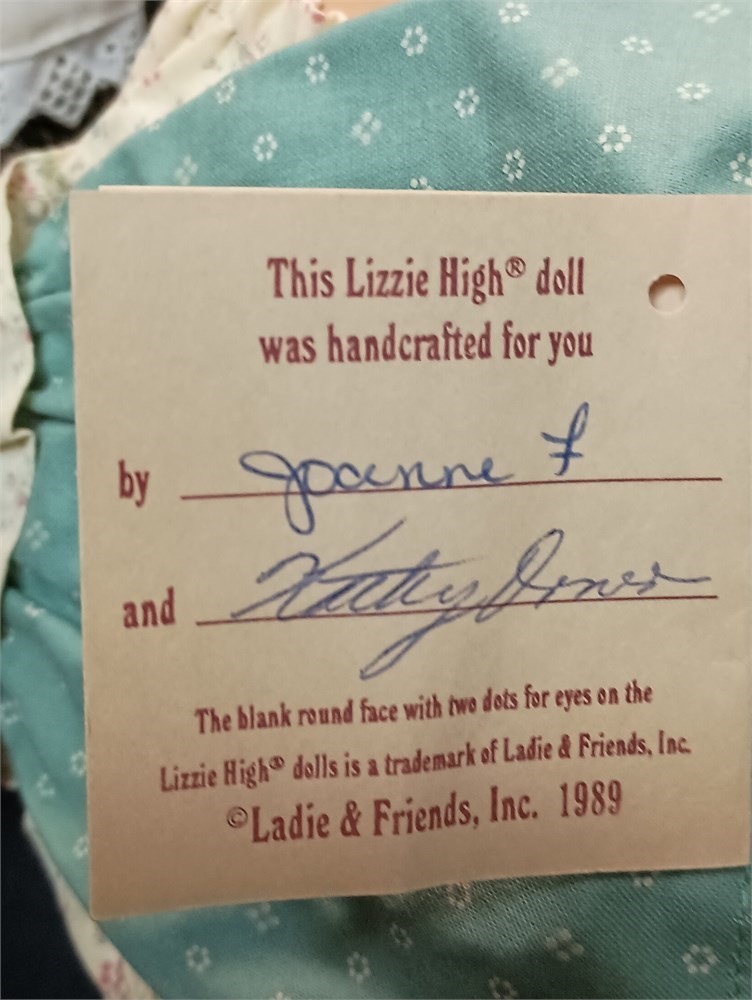 This Lizzie High® doll
was handcrafted for you
by Joanne F
and Kathy Jones
The blank round face with two dots for eyes on the
Lizzie High® dolls is a trademark of Ladie & Friends, Inc.
©Ladie & Friends, Inc. 1989